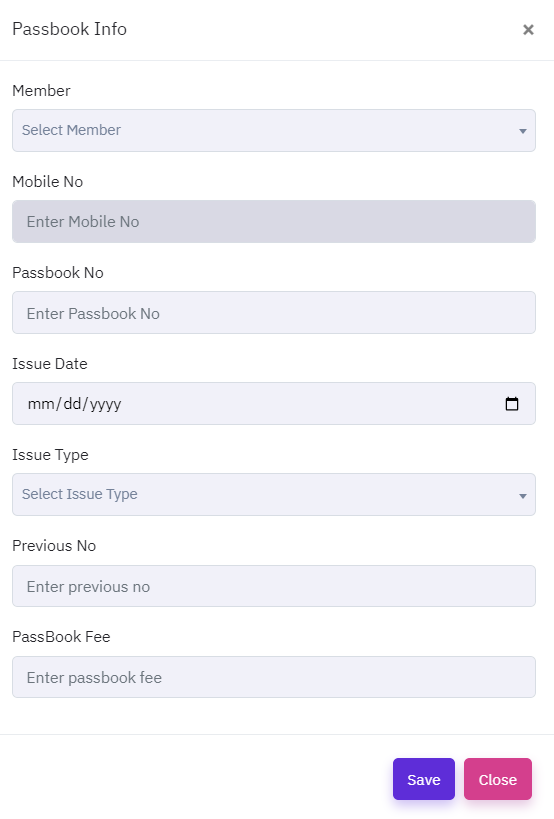 Passbook Info
×
Member
Select Member
Mobile No
Enter Mobile No
Passbook No
Enter Passbook No
Issue Date
mm/dd/yyyy
Issue Type
Select Issue Type
Previous No
Enter previous no
PassBook Fee
Enter passbook fee
Save Close